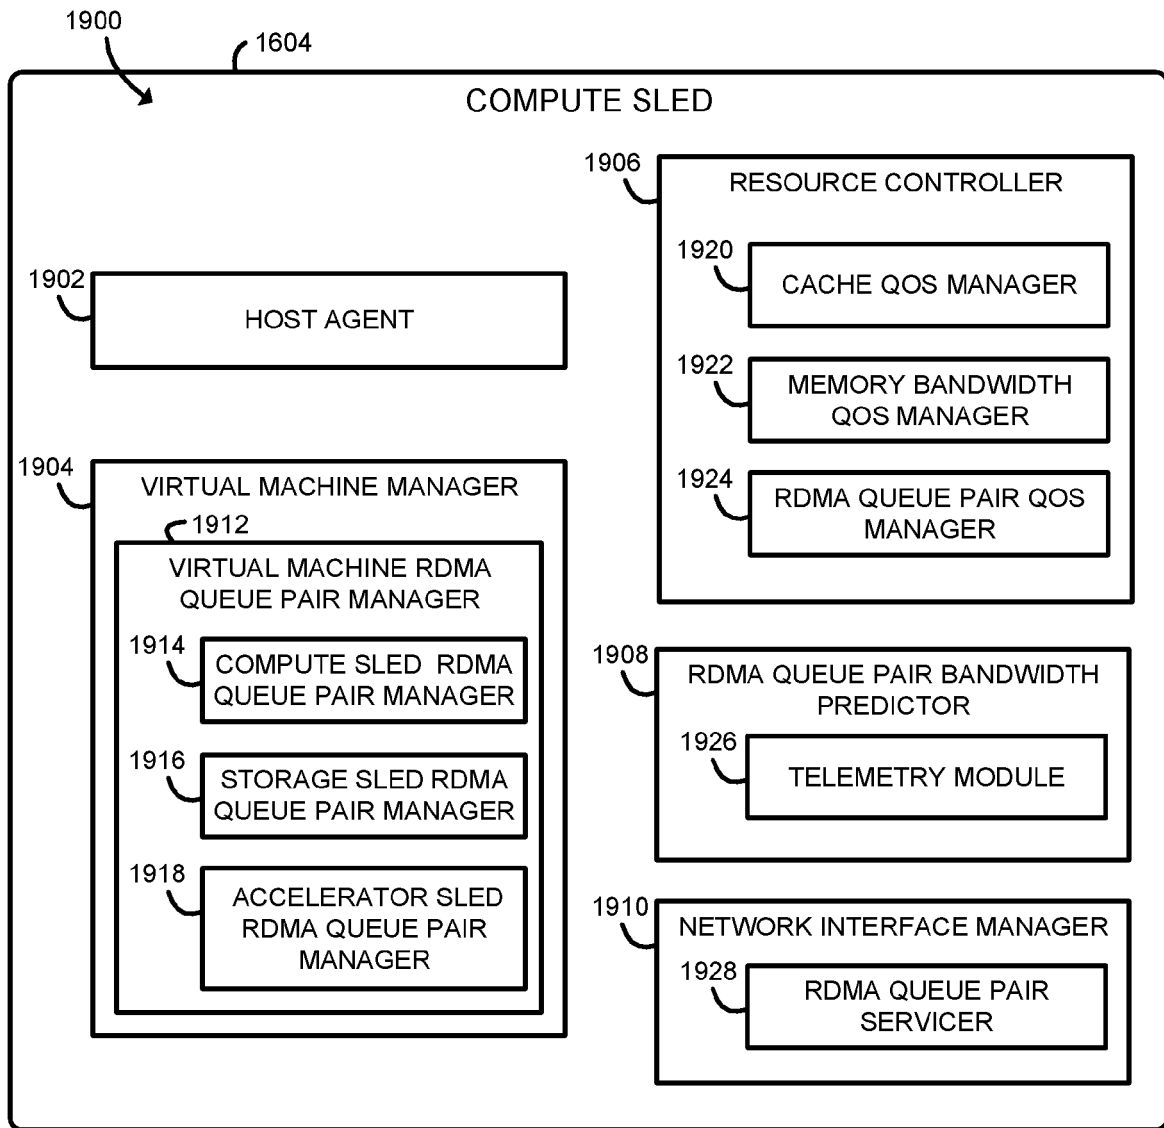 1900
1604
COMPUTE SLED
1902
HOST AGENT
1904
VIRTUAL MACHINE MANAGER
1912
VIRTUAL MACHINE RDMA
QUEUE PAIR MANAGER
1914
COMPUTE SLED RDMA
QUEUE PAIR MANAGER
1916
STORAGE SLED RDMA
QUEUE PAIR MANAGER
1918
ACCELERATOR SLED
RDMA QUEUE PAIR
MANAGER
1906
RESOURCE CONTROLLER
1920
CACHE QOS MANAGER
1922
MEMORY BANDWIDTH
QOS MANAGER
1924
RDMA QUEUE PAIR QOS
MANAGER
1908
RDMA QUEUE PAIR BANDWIDTH
PREDICTOR
1926
TELEMETRY MODULE
1910
NETWORK INTERFACE MANAGER
1928
RDMA QUEUE PAIR
SERVICER